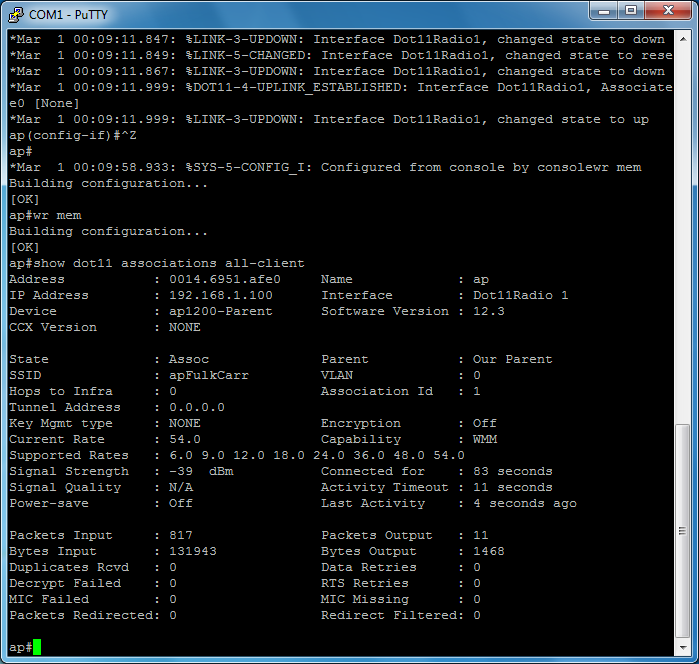 COM1 - PuTTY
*Mar  1 00:09:11.847: %LINK-3-UPDOWN: Interface Dot11Radio1, changed state to down
*Mar  1 00:09:11.849: %LINK-5-CHANGED: Interface Dot11Radio1, changed state to rese
*Mar  1 00:09:11.867: %LINK-3-UPDOWN: Interface Dot11Radio1, changed state to down
*Mar  1 00:09:11.999: %DOT11-4-UPLINK_ESTABLISHED: Interface Dot11Radio1, Associate
e0 [None]
*Mar  1 00:09:11.999: %LINK-3-UPDOWN: Interface Dot11Radio1, changed state to up
ap(config-if)#^Z
ap#
*Mar  1 00:09:58.933: %SYS-5-CONFIG_I: Configured from console by consolewr mem
Building configuration...
[OK]
ap#wr mem
Building configuration...
[OK]
ap#show dot11 associations all-client
Address           : 0014.6951.afe0     Name             : ap
IP Address        : 192.168.1.100      Interface        : Dot11Radio 1
Device            : ap1200-Parent      Software Version : 12.3
CCX Version       : NONE
State             : Assoc              Parent           : Our Parent
SSID              : apFulkCarr         VLAN             : 0
Hops to Infra     : 0                  Association Id   : 1
Tunnel Address    : 0.0.0.0
Key Mgmt type     : NONE               Encryption       : Off
Current Rate      : 54.0               Capability       : WMM
Supported Rates   : 6.0 9.0 12.0 18.0 24.0 36.0 48.0 54.0
Signal Strength   : -39  dBm           Connected for    : 83 seconds
Signal Quality    : N/A                Activity Timeout : 11 seconds
Power-save        : Off                Last Activity    : 4 seconds ago
Packets Input     : 817                Packets Output   : 11
Bytes Input       : 131943             Bytes Output     : 1468
Duplicates Rcvd   : 0                  Data Retries     : 0
Decrypt Failed    : 0                  RTS Retries      : 0
MIC Failed        : 0                  MIC Missing      : 0
Packets Redirected: 0                  Redirect Filtered: 0
ap#